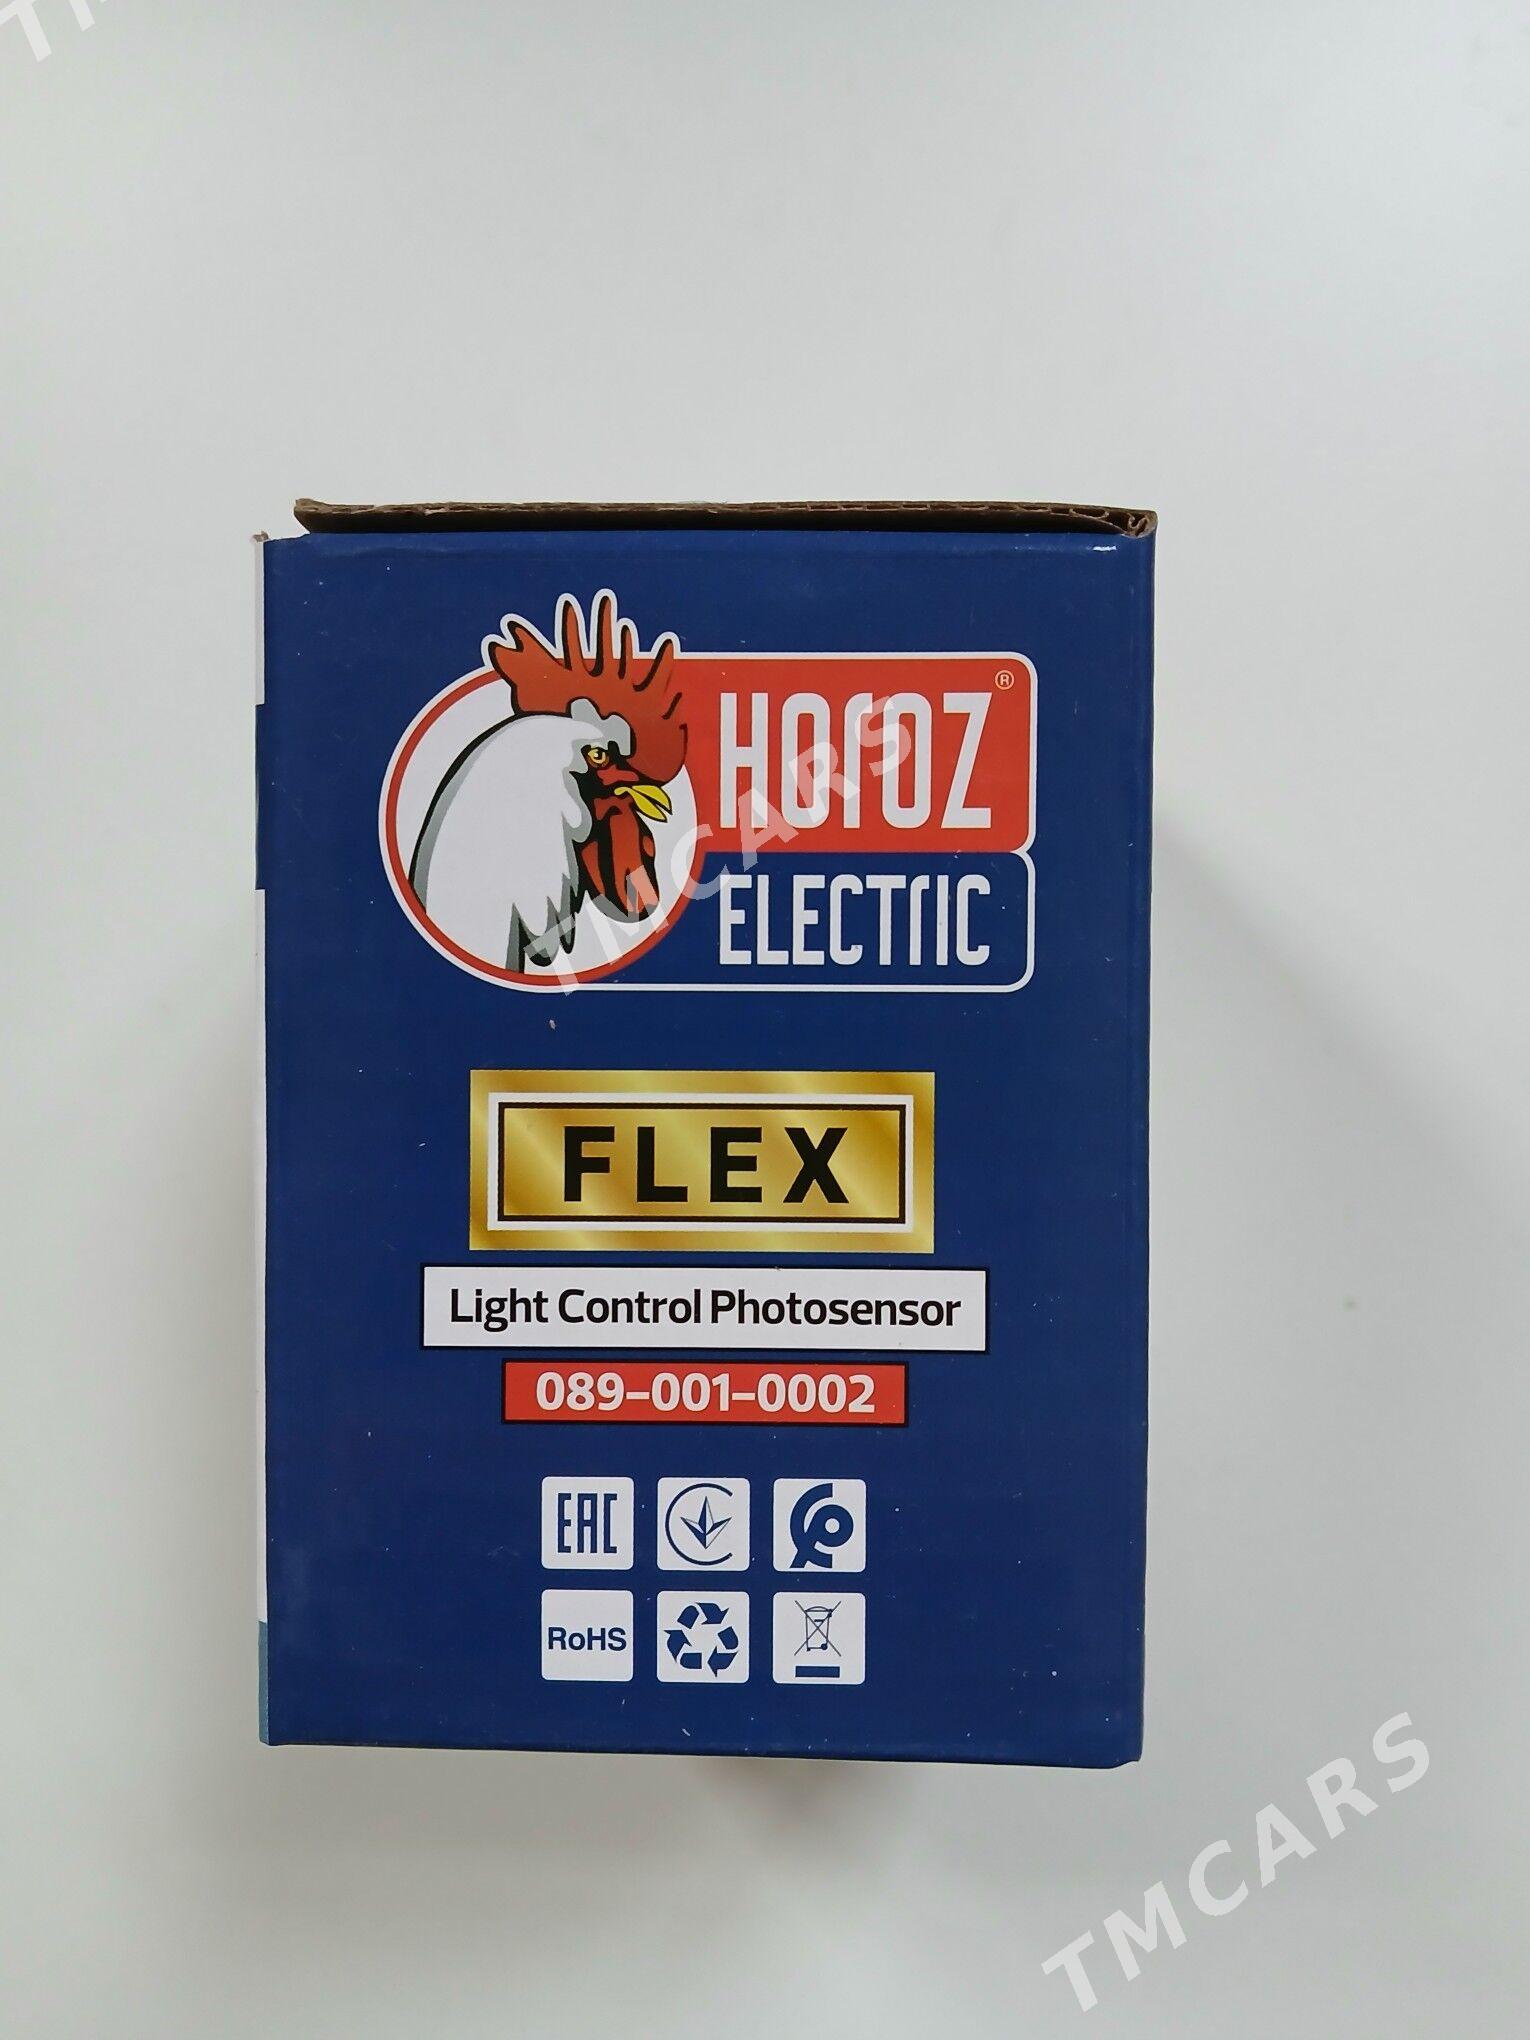 HOrOZ®
ELECTrIC
FLEX
Light Control Photosensor
089-001-0002
EAC
RoHS
TMCARS
TMCARS